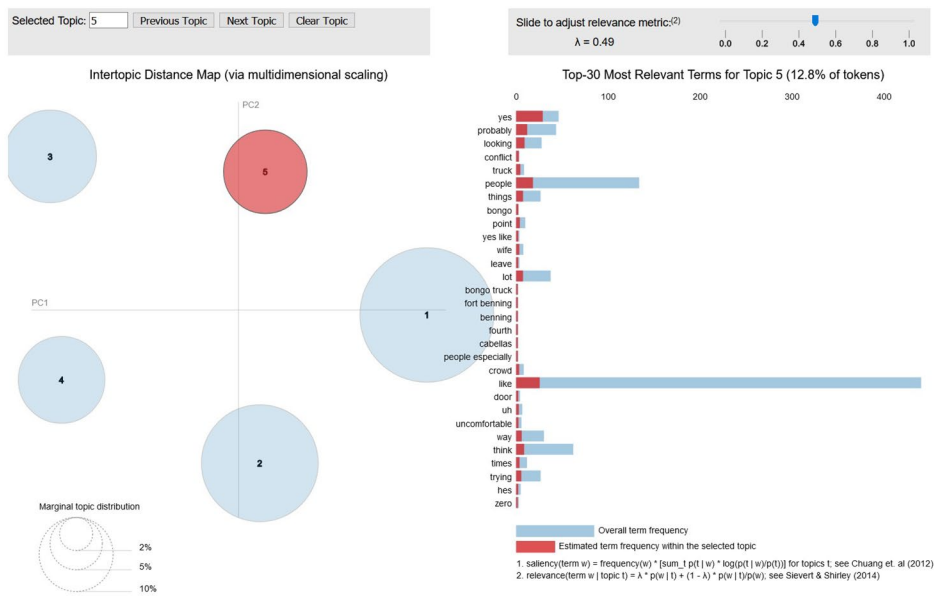 Selected Topic: 5 Previous Topic Next Topic Clear Topic
Slide to adjust relevance metric:(2)
λ = 0.49
0.0 0.2 0.4 0.6 0.8 1.0
Intertopic Distance Map (via multidimensional scaling)
PC2
PC1
3
5
1
4
2
Marginal topic distribution
2%
5%
10%
Top-30 Most Relevant Terms for Topic 5 (12.8% of tokens)
0 100 200 300 400
yes
probably
looking
conflict
truck
people
things
bongo
point
yes like
wife
leave
lot
bongo truck
fort benning
benning
fourth
cabellas
people especially
crowd
like
door
uh
uncomfortable
way
think
times
trying
hes
zero
Overall term frequency
Estimated term frequency within the selected topic
1. saliency(term w) = frequency(w) * [sum_t p(t | w) * log(p(t | w)/p(t))] for topics t; see Chuang et. al (2012)
2. relevance(term w | topic t) = λ * p(w | t) + (1 - λ) * p(w | t)/p(w); see Sievert & Shirley (2014)